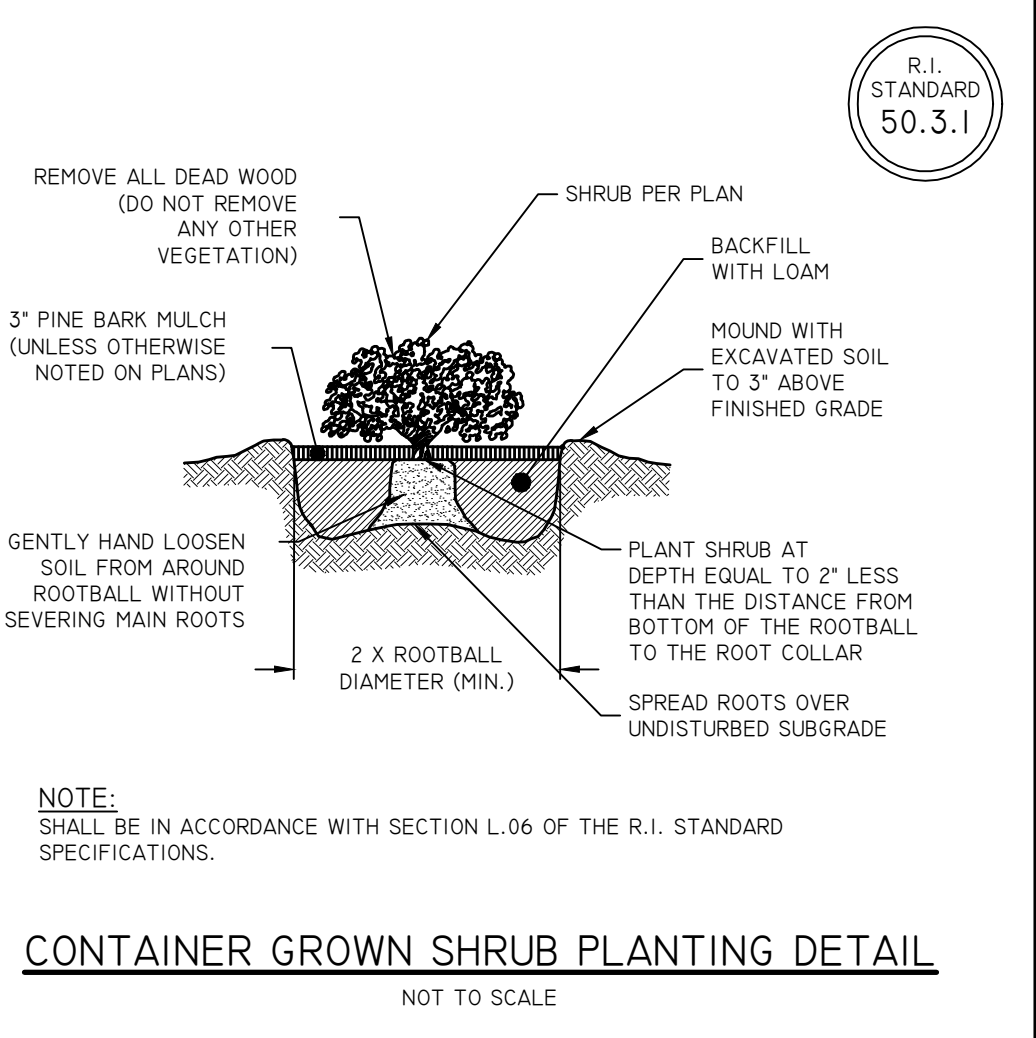 R.I.
STANDARD
50.3.1
REMOVE ALL DEAD WOOD
(DO NOT REMOVE
ANY OTHER
VEGETATION)
SHRUB PER PLAN
BACKFILL
WITH LOAM
3" PINE BARK MULCH
(UNLESS OTHERWISE
NOTED ON PLANS)
MOUND WITH
EXCAVATED SOIL
TO 3" ABOVE
FINISHED GRADE
GENTLY HAND LOOSEN
SOIL FROM AROUND
ROOTBALL WITHOUT
SEVERING MAIN ROOTS
PLANT SHRUB AT
DEPTH EQUAL TO 2" LESS
THAN THE DISTANCE FROM
BOTTOM OF THE ROOTBALL
TO THE ROOT COLLAR
2 X ROOTBALL
DIAMETER (MIN.)
SPREAD ROOTS OVER
UNDISTURBED SUBGRADE
NOTE:
SHALL BE IN ACCORDANCE WITH SECTION L.06 OF THE R.I. STANDARD
SPECIFICATIONS.
CONTAINER GROWN SHRUB PLANTING DETAIL
NOT TO SCALE